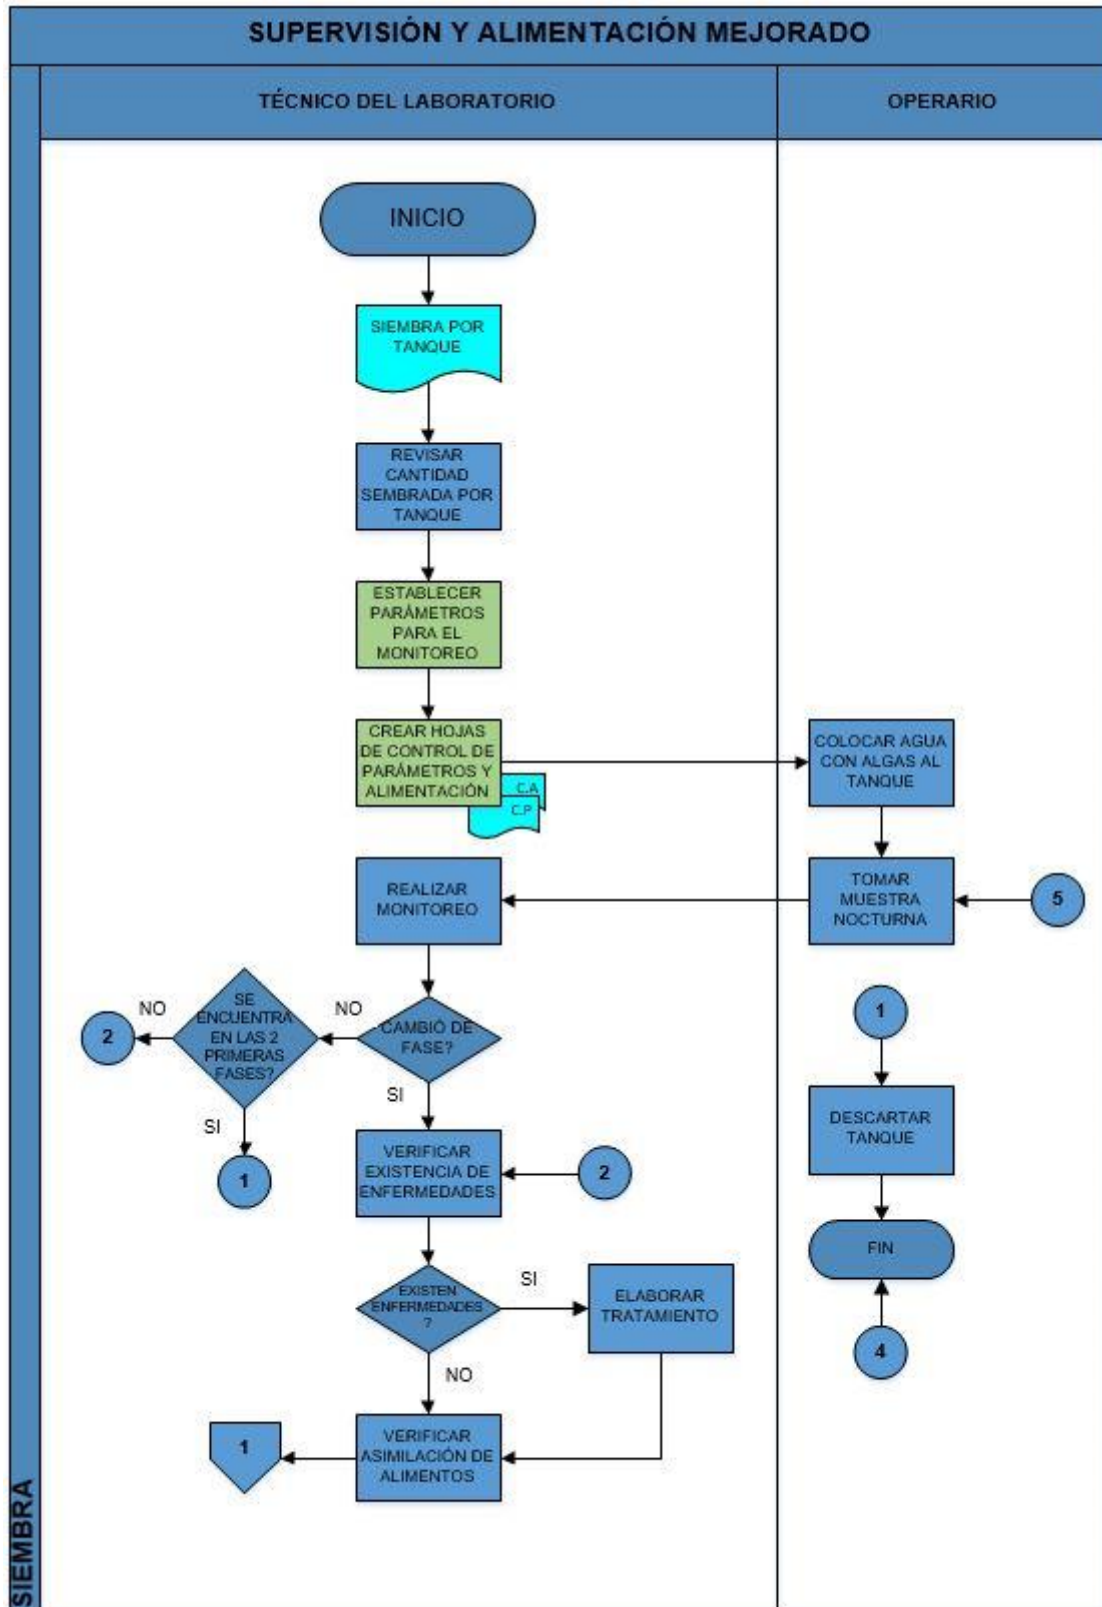 SUPERVISIÓN Y ALIMENTACIÓN MEJORADO
TÉCNICO DEL LABORATORIO
OPERARIO
INICIO
SIEMBRA POR
TANQUE
REVISAR
CANTIDAD
SEMBRADA POR
TANQUE
ESTABLECER
PARÁMETROS
PARA EL
MONITOREO
CREAR HOJAS
DE CONTROL DE
PARÁMETROS Y
ALIMENTACIÓN
C.A
C.P
COLOCAR AGUA
CON ALGAS AL
TANQUE
REALIZAR
MONITOREO
TOMAR
MUESTRA
NOCTURNA
5
CAMBIÓ DE
FASE?
NO
SE
ENCUENTRA
EN LAS 2
PRIMERAS
FASES?
NO
2
SI
1
SI
VERIFICAR
EXISTENCIA DE
ENFERMEDADES
2
1
DESCARTAR
TANQUE
FIN
4
EXISTEN
ENFERMEDADES
?
SI
ELABORAR
TRATAMIENTO
NO
VERIFICAR
ASIMILACIÓN DE
ALIMENTOS
1
SIEMBRA